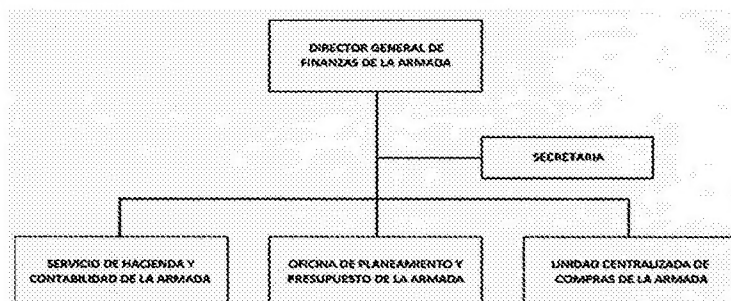 DIRECTOR GENERAL DE
FINANZAS DE LA ARMADA
SECRETARIA
SERVICIO DE HACIENDA Y
CONTABILIDAD DE LA ARMADA
OFICINA DE PLANEAMIENTO Y
PRESUPUESTO DE LA ARMADA
UNIDAD CENTRALIZADA DE
COMPRAS DE LA ARMADA